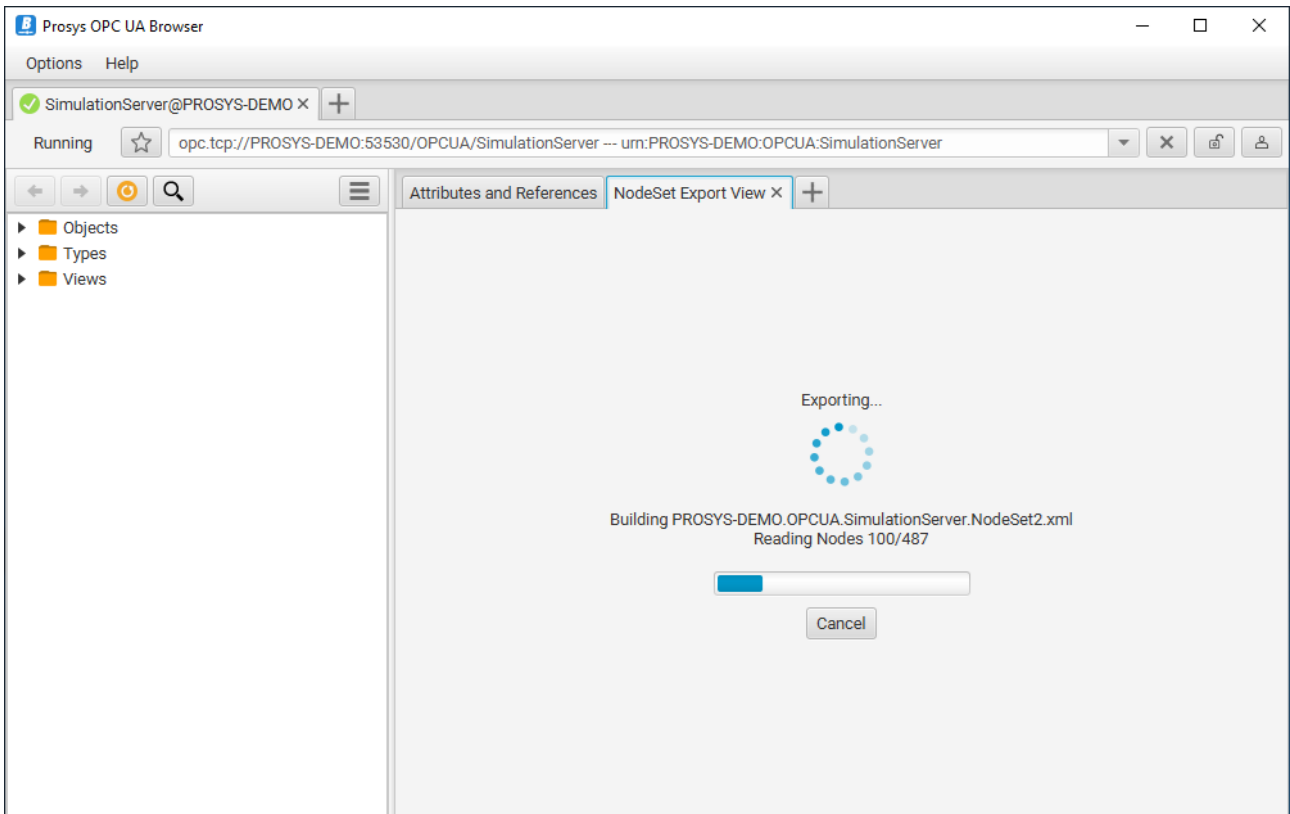 Prosys OPC UA Browser
Options Help
SimulationServer@PROSYS-DEMO
Running opc.tcp://PROSYS-DEMO:53530/OPCUA/SimulationServer --- urn:PROSYS-DEMO:OPCUA:SimulationServer
Attributes and References NodeSet Export View
Objects
Types
Views
Exporting...
Building PROSYS-DEMO.OPCUA.SimulationServer.NodeSet2.xml
Reading Nodes 100/487
Cancel